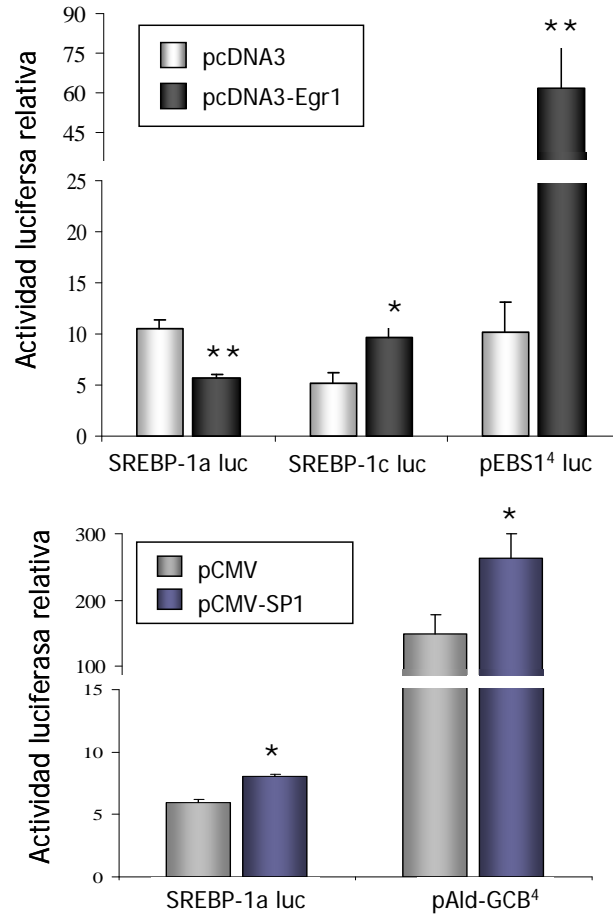 Actividad lucifersa relativa
90
75
60
45
25
20
15
10
5
0
pcDNA3
pcDNA3-Egr1
**
*
**
SREBP-1a luc SREBP-1c luc pEBS1⁴ luc
Actividad luciferasa relativa
300
200
100
15
10
5
0
pCMV
pCMV-SP1
*
*
SREBP-1a luc pAld-GCB⁴